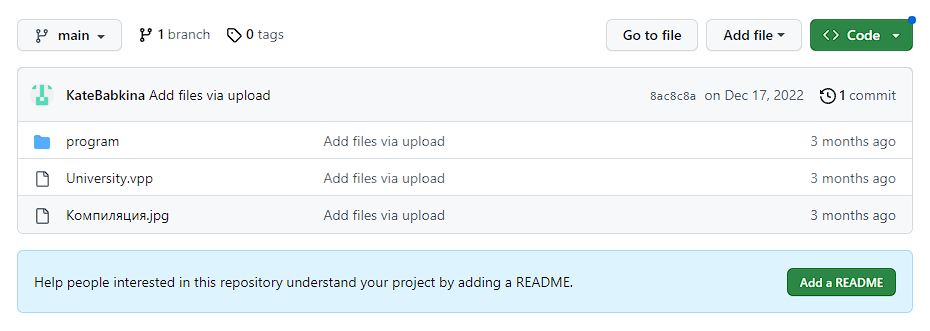 main 1 branch 0 tags Go to file Add file Code
KateBabkina Add files via upload 8ac8c8a on Dec 17, 2022 1 commit
program Add files via upload 3 months ago
University.vpp Add files via upload 3 months ago
Компиляция.jpg Add files via upload 3 months ago
Help people interested in this repository understand your project by adding a README. Add a README